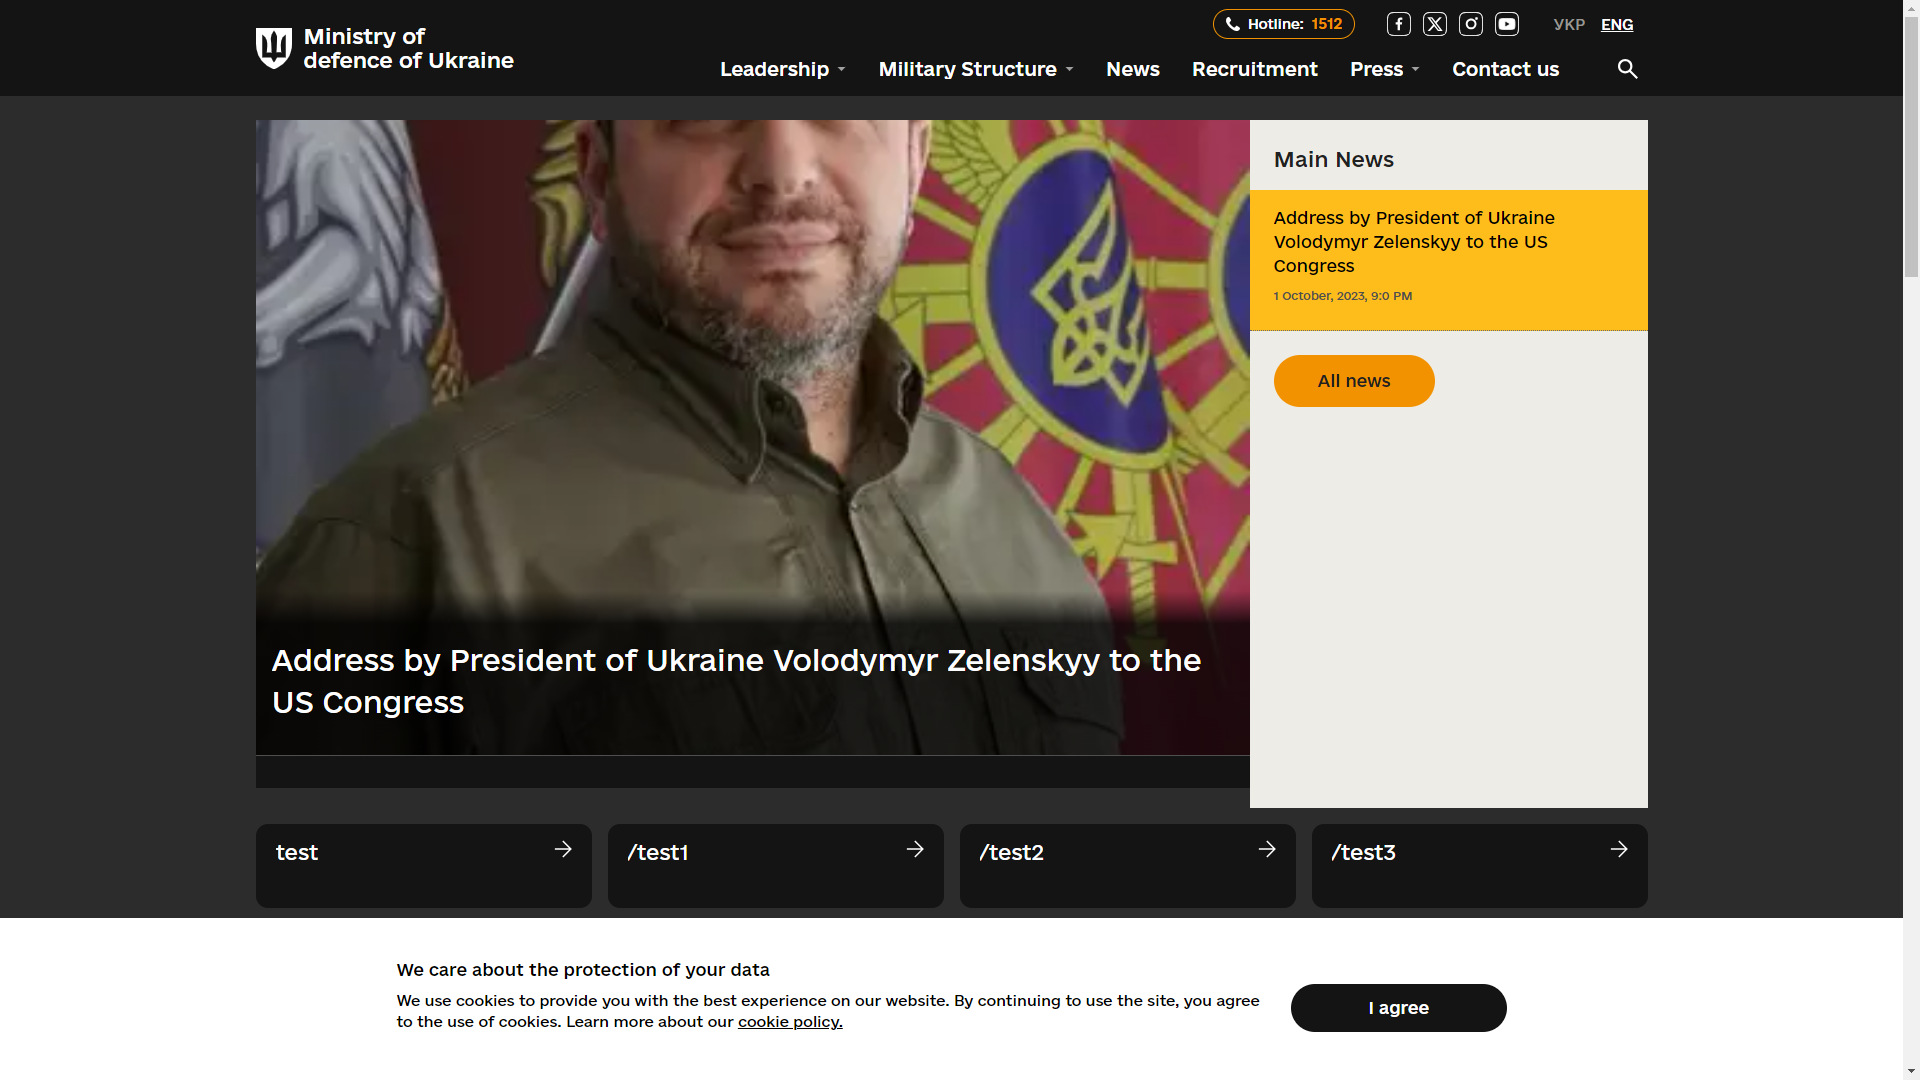 Ministry of
defence of Ukraine
Hotline: 1512
УКР
ENG
Leadership
Military Structure
News
Recruitment
Press
Contact us
Address by President of Ukraine Volodymyr Zelenskyy to the
US Congress
Main News
Address by President of Ukraine
Volodymyr Zelenskyy to the US
Congress
1 October, 2023, 9:0 PM
All news
test
/test1
/test2
/test3
We care about the protection of your data
We use cookies to provide you with the best experience on our website. By continuing to use the site, you agree
to the use of cookies. Learn more about our cookie policy.
I agree